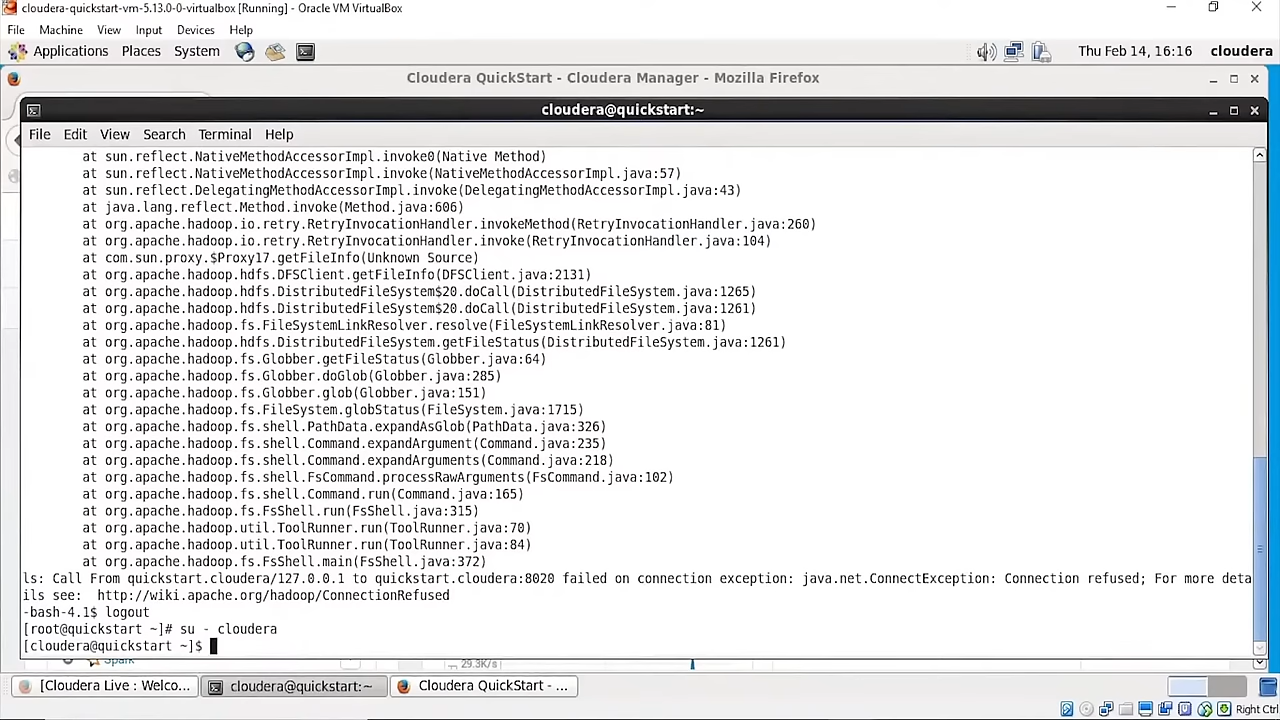 cloudera-quickstart-vm-5.13.0-0-virtualbox [Running] - Oracle VM VirtualBox
File Machine View Input Devices Help
Applications Places System Thu Feb 14, 16:16 cloudera
Cloudera QuickStart - Cloudera Manager - Mozilla Firefox
cloudera@quickstart:~
File Edit View Search Terminal Help
at sun.reflect.NativeMethodAccessorImpl.invoke0(Native Method)
at sun.reflect.NativeMethodAccessorImpl.invoke(NativeMethodAccessorImpl.java:57)
at sun.reflect.DelegatingMethodAccessorImpl.invoke(DelegatingMethodAccessorImpl.java:43)
at java.lang.reflect.Method.invoke(Method.java:606)
at org.apache.hadoop.io.retry.RetryInvocationHandler.invokeMethod(RetryInvocationHandler.java:260)
at org.apache.hadoop.io.retry.RetryInvocationHandler.invoke(RetryInvocationHandler.java:104)
at com.sun.proxy.$Proxy17.getFileInfo(Unknown Source)
at org.apache.hadoop.hdfs.DFSClient.getFileInfo(DFSClient.java:2131)
at org.apache.hadoop.hdfs.DistributedFileSystem$20.doCall(DistributedFileSystem.java:1265)
at org.apache.hadoop.hdfs.DistributedFileSystem$20.doCall(DistributedFileSystem.java:1261)
at org.apache.hadoop.fs.FileSystemLinkResolver.resolve(FileSystemLinkResolver.java:81)
at org.apache.hadoop.hdfs.DistributedFileSystem.getFileStatus(DistributedFileSystem.java:1261)
at org.apache.hadoop.fs.Globber.getFileStatus(Globber.java:64)
at org.apache.hadoop.fs.Globber.doGlob(Globber.java:285)
at org.apache.hadoop.fs.Globber.glob(Globber.java:151)
at org.apache.hadoop.fs.FileSystem.globStatus(FileSystem.java:1715)
at org.apache.hadoop.fs.shell.PathData.expandAsGlob(PathData.java:326)
at org.apache.hadoop.fs.shell.Command.expandArgument(Command.java:235)
at org.apache.hadoop.fs.shell.Command.expandArguments(Command.java:218)
at org.apache.hadoop.fs.shell.FsCommand.processRawArguments(FsCommand.java:102)
at org.apache.hadoop.fs.shell.Command.run(Command.java:165)
at org.apache.hadoop.fs.FsShell.run(FsShell.java:315)
at org.apache.hadoop.util.ToolRunner.run(ToolRunner.java:70)
at org.apache.hadoop.util.ToolRunner.run(ToolRunner.java:84)
at org.apache.hadoop.fs.FsShell.main(FsShell.java:372)
ls: Call From quickstart.cloudera/127.0.0.1 to quickstart.cloudera:8020 failed on connection exception: java.net.ConnectException: Connection refused; For more deta
ils see:  http://wiki.apache.org/hadoop/ConnectionRefused
-bash-4.1$ logout
[root@quickstart ~]# su - cloudera
[cloudera@quickstart ~]$
Spark 29.3K/s
[Cloudera Live : Welco... cloudera@quickstart:~ Cloudera QuickStart - ...
Right Ctrl